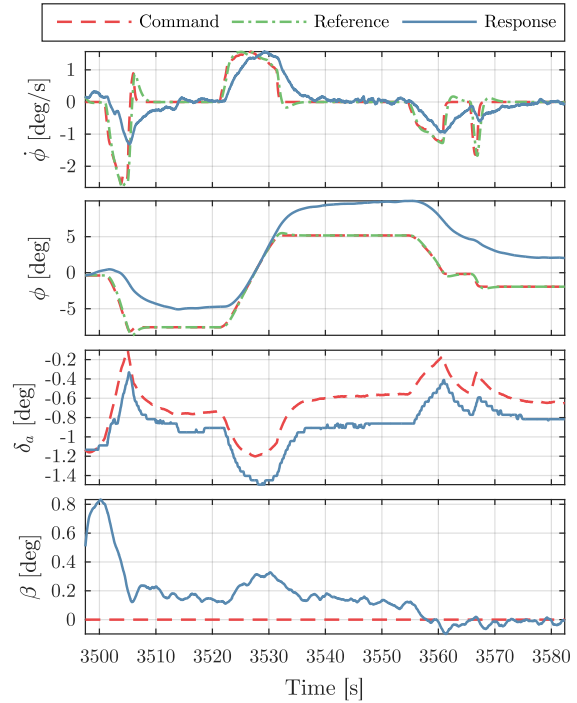 Command Reference Response
1
0
-1
-2
φ̇ [deg/s]
5
0
-5
φ [deg]
-0.2
-0.4
-0.6
-0.8
-1
-1.2
-1.4
δₐ [deg]
0.8
0.6
0.4
0.2
0
β [deg]
3500 3510 3520 3530 3540 3550 3560 3570 3580
Time [s]